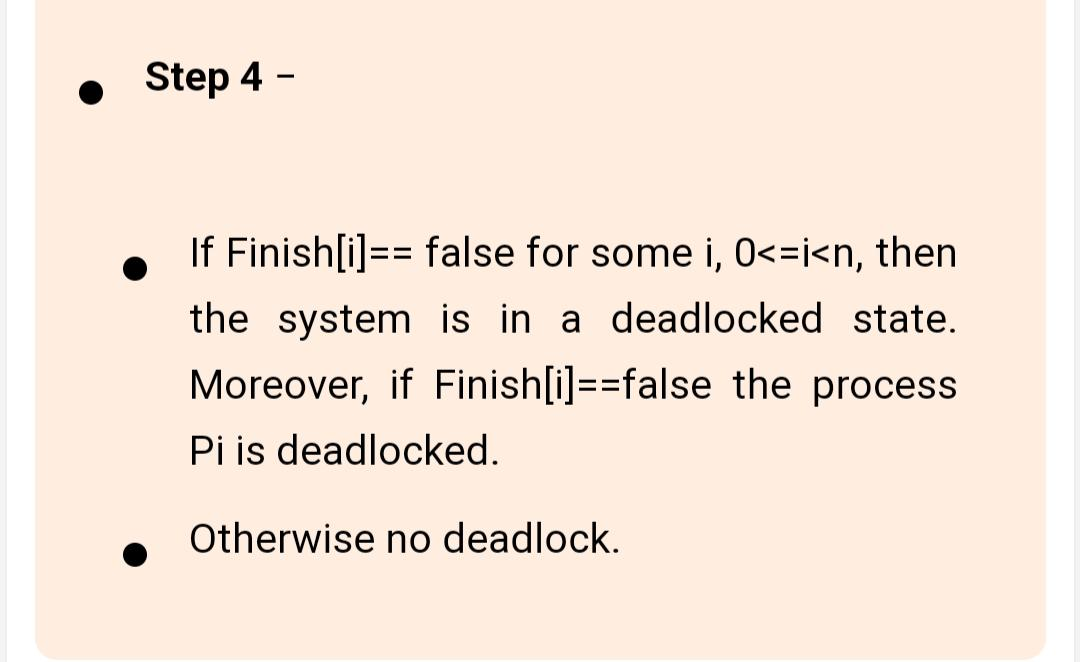 Step 4 –
If Finish[i]== false for some i, 0<=i<n, then
the system is in a deadlocked state.
Moreover, if Finish[i]==false the process
Pi is deadlocked.
Otherwise no deadlock.